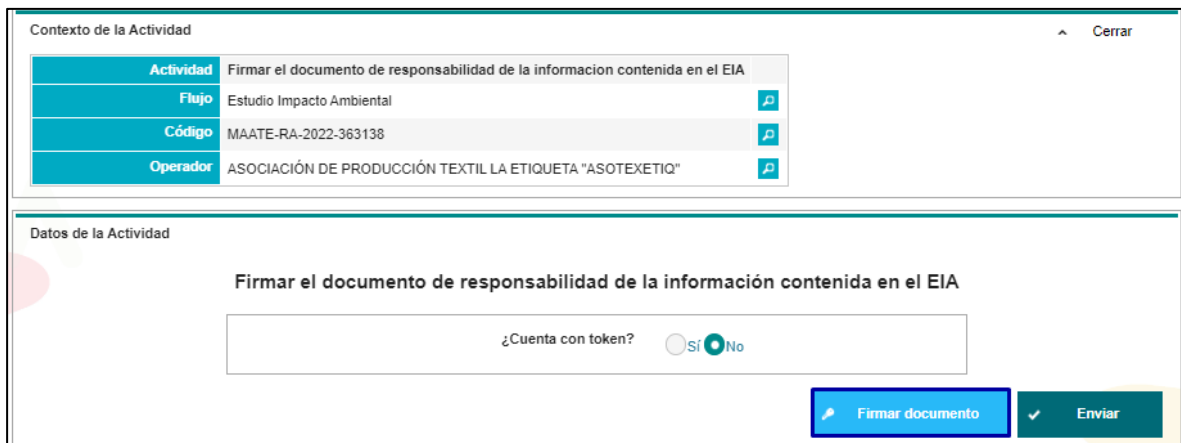 Contexto de la Actividad
Cerrar
Actividad Firmar el documento de responsabilidad de la informacion contenida en el EIA
Flujo Estudio Impacto Ambiental
Código MAATE-RA-2022-363138
Operador ASOCIACIÓN DE PRODUCCIÓN TEXTIL LA ETIQUETA "ASOTEXETIQ"
Datos de la Actividad
Firmar el documento de responsabilidad de la información contenida en el EIA
¿Cuenta con token? Sí No
Firmar documento Enviar